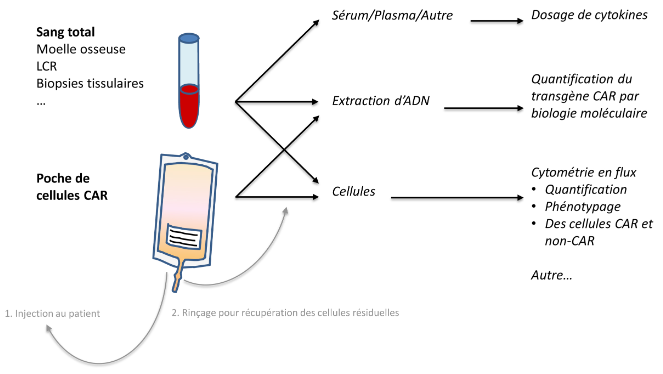 Sang total
Moelle osseuse
LCR
Biopsies tissulaires
…
Poche de
cellules CAR
Sérum/Plasma/Autre
Dosage de cytokines
Extraction d’ADN
Quantification du
transgène CAR par
biologie moléculaire
Cellules
Cytométrie en flux
• Quantification
• Phénotypage
• Des cellules CAR et
non-CAR
Autre…
1. Injection au patient
2. Rinçage pour récupération des cellules résiduelles